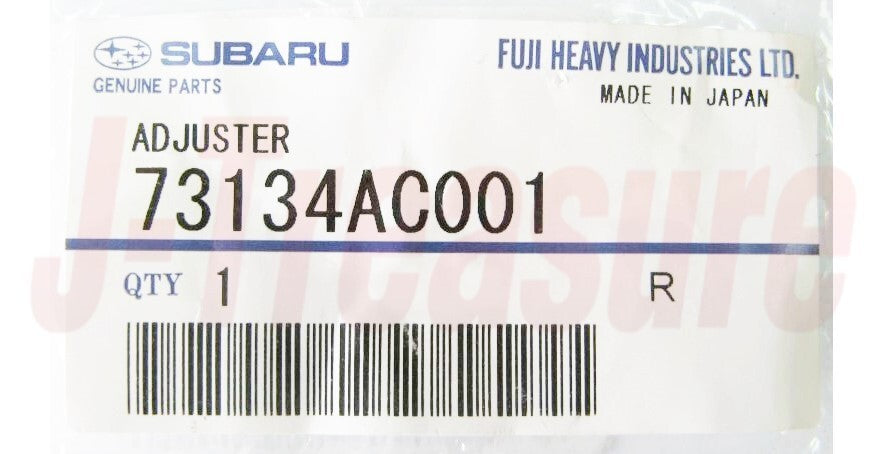 SUBARU
GENUINE PARTS
FUJI HEAVY INDUSTRIES LTD.
MADE IN JAPAN
ADJUSTER
73134AC001
QTY 1 R
J-Treasure